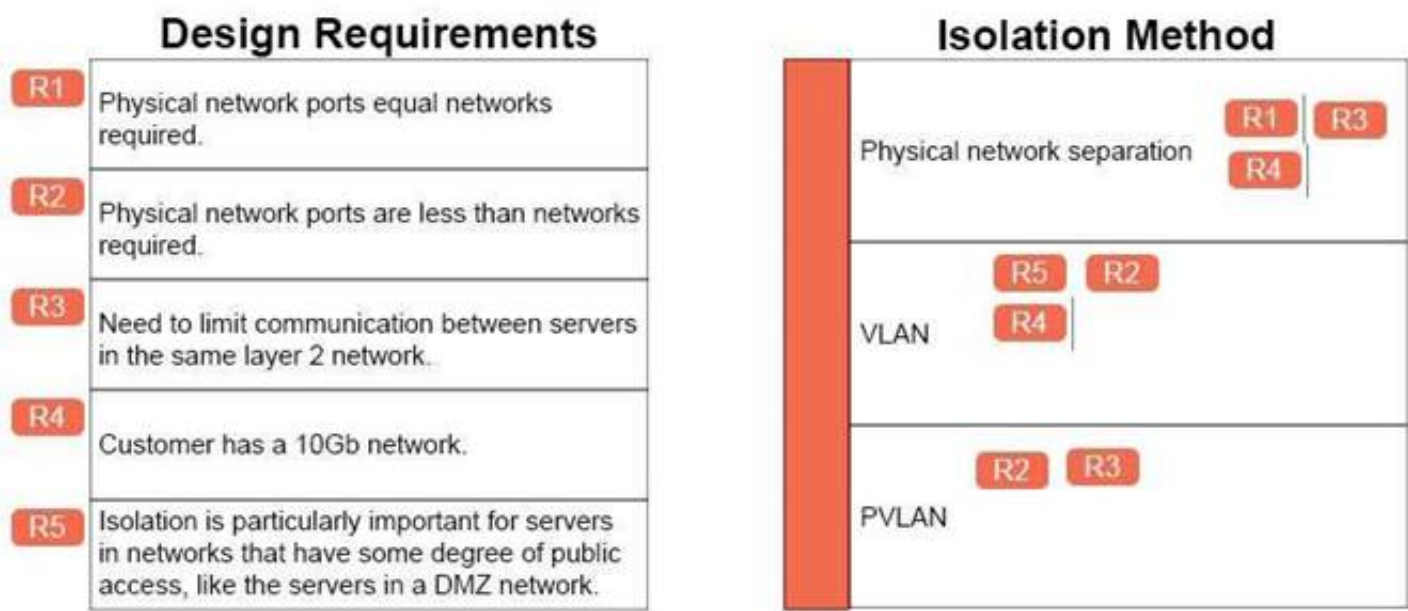 Design Requirements
R1
Physical network ports equal networks
required.
R2
Physical network ports are less than networks
required.
R3
Need to limit communication between servers
in the same layer 2 network.
R4
Customer has a 10Gb network.
R5
Isolation is particularly important for servers
in networks that have some degree of public
access, like the servers in a DMZ network.
Isolation Method
Physical network separation
R1 R3
R4
VLAN
R5 R2
R4
PVLAN
R2 R3